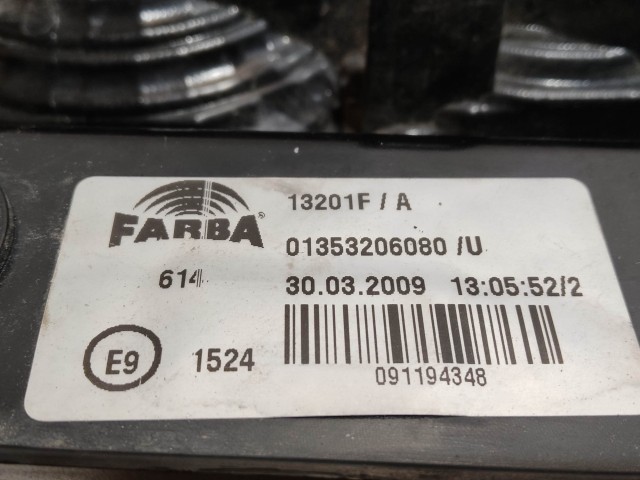 FARBA®
13201F / A
01353206080 /U
614
30.03.2009 13:05:52/2
E9 1524
091194348